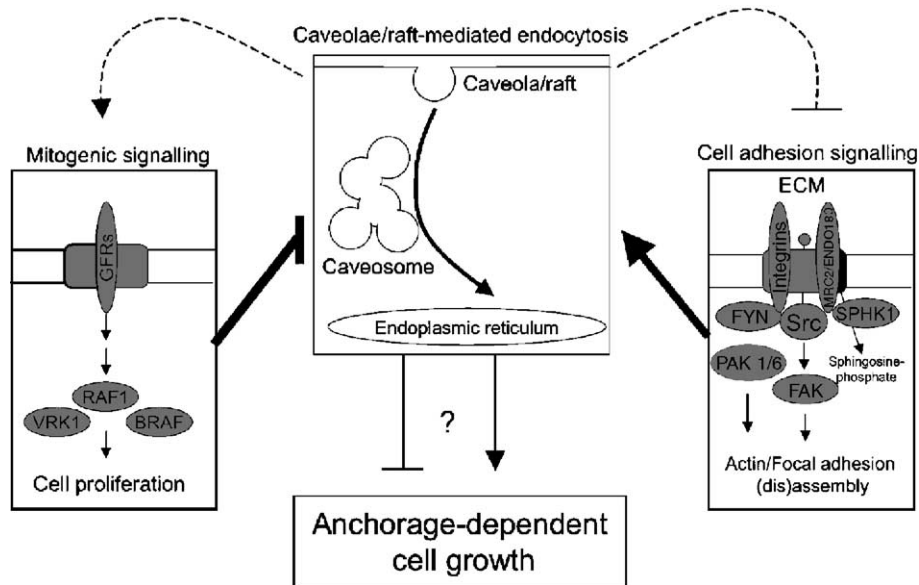 Caveolae/raft-mediated endocytosis
Caveola/raft
Caveosome
Endoplasmic reticulum
Mitogenic signalling
GFRs
RAF1
VRK1
BRAF
Cell proliferation
Cell adhesion signalling
ECM
Integrins
MRC2/ENDO180
FYN
Src
SPHK1
PAK 1/6
Sphingosine-
phosphate
FAK
Actin/Focal adhesion
(dis)assembly
?
Anchorage-dependent
cell growth